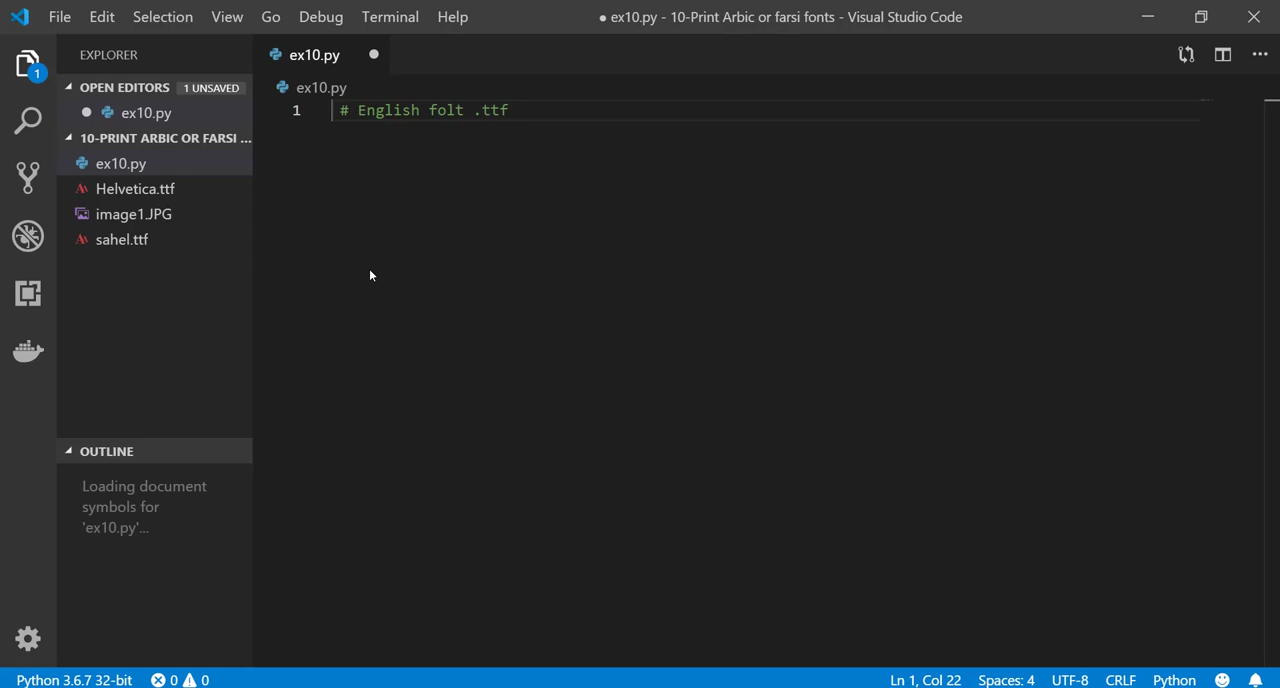 File Edit Selection View Go Debug Terminal Help
● ex10.py - 10-Print Arbic or farsi fonts - Visual Studio Code
1
EXPLORER
OPEN EDITORS 1 UNSAVED
ex10.py
10-PRINT ARBIC OR FARSI ...
ex10.py
Helvetica.ttf
image1.JPG
sahel.ttf
OUTLINE
Loading document
symbols for
'ex10.py'...
ex10.py
ex10.py
1 # English folt .ttf
Python 3.6.7 32-bit 0 0 Ln 1, Col 22 Spaces: 4 UTF-8 CRLF Python